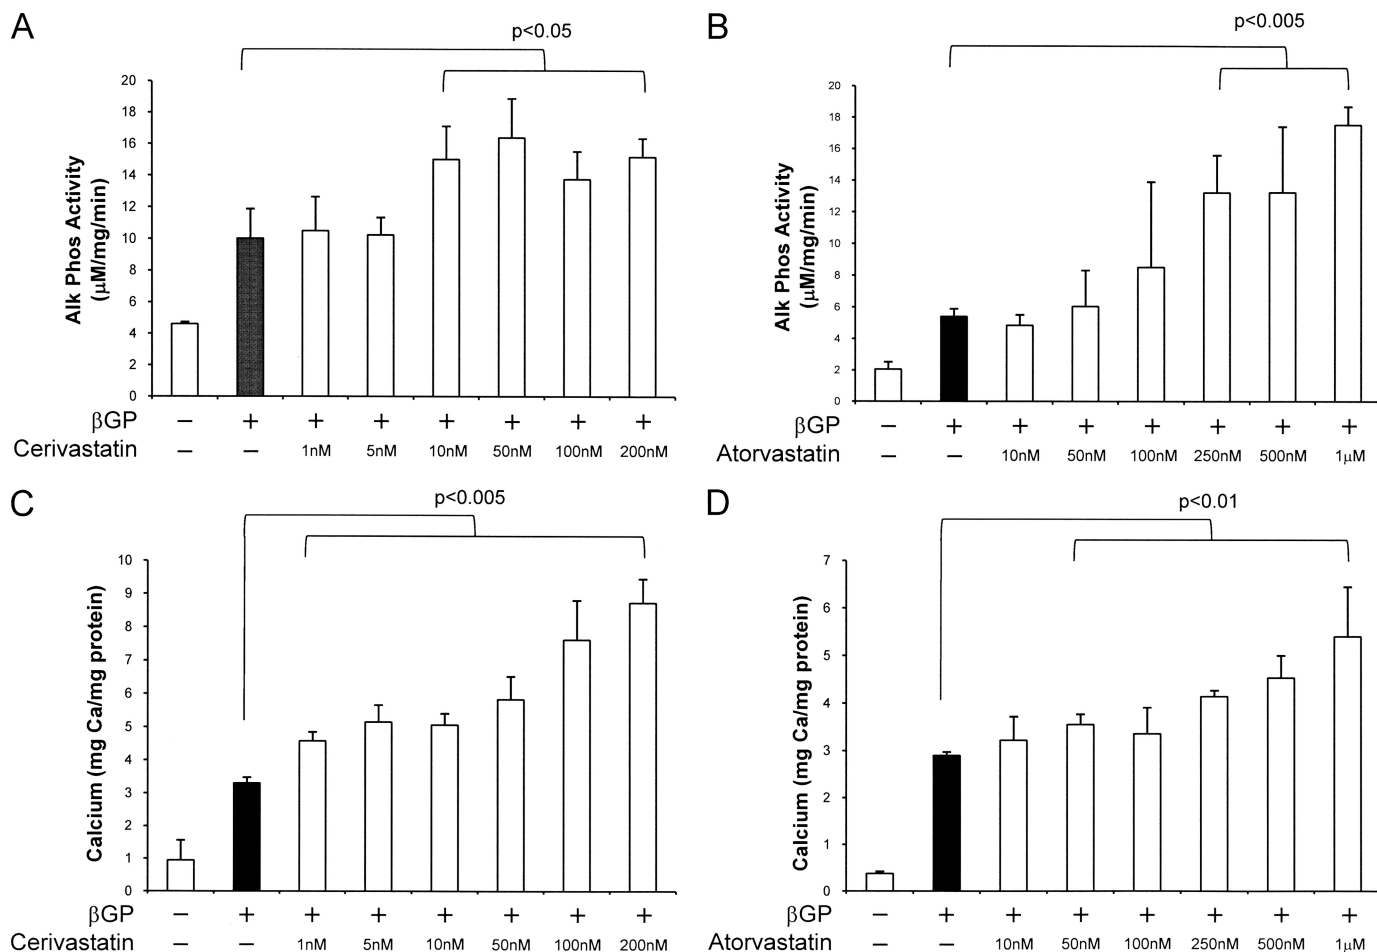 A
p<0.05
Alk Phos Activity
(μM/mg/min)
20
18
16
14
12
10
8
6
4
2
0
βGP − + + + + + + +
Cerivastatin − − 1nM 5nM 10nM 50nM 100nM 200nM
B
p<0.005
Alk Phos Activity
(μM/mg/min)
20
18
16
14
12
10
8
6
4
2
0
βGP − + + + + + + +
Atorvastatin − − 10nM 50nM 100nM 250nM 500nM 1μM
C
p<0.005
Calcium (mg Ca/mg protein)
10
9
8
7
6
5
4
3
2
1
0
βGP − + + + + + + +
Cerivastatin − − 1nM 5nM 10nM 50nM 100nM 200nM
D
p<0.01
Calcium (mg Ca/mg protein)
7
6
5
4
3
2
1
0
βGP − + + + + + + +
Atorvastatin − − 10nM 50nM 100nM 250nM 500nM 1μM